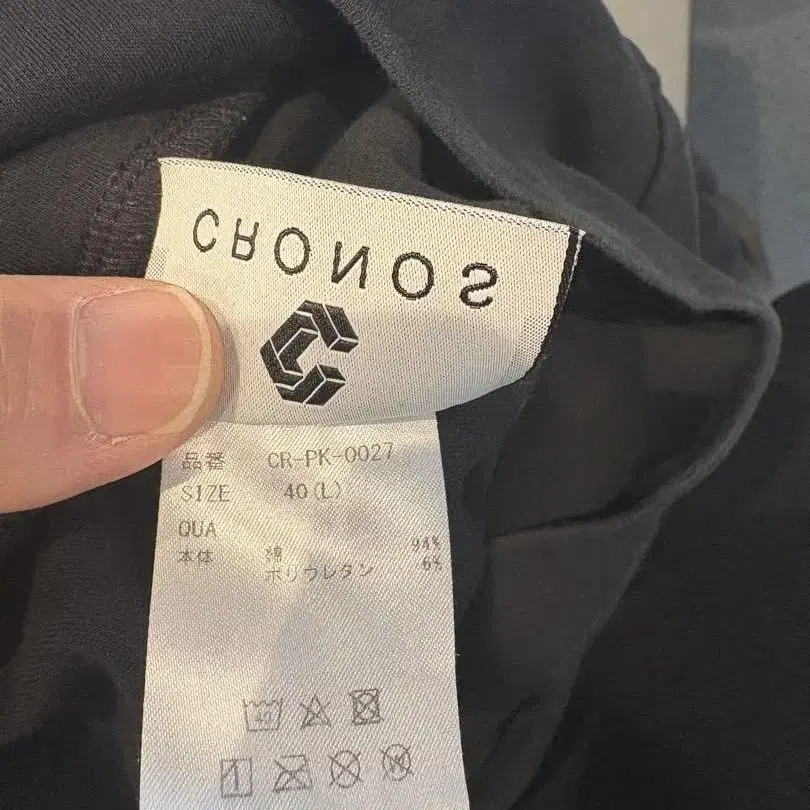 CRONOS
品番 CR-PK-0027
SIZE 40(L)
QUA
本体 綿 94%
ポリウレタン 6%
40